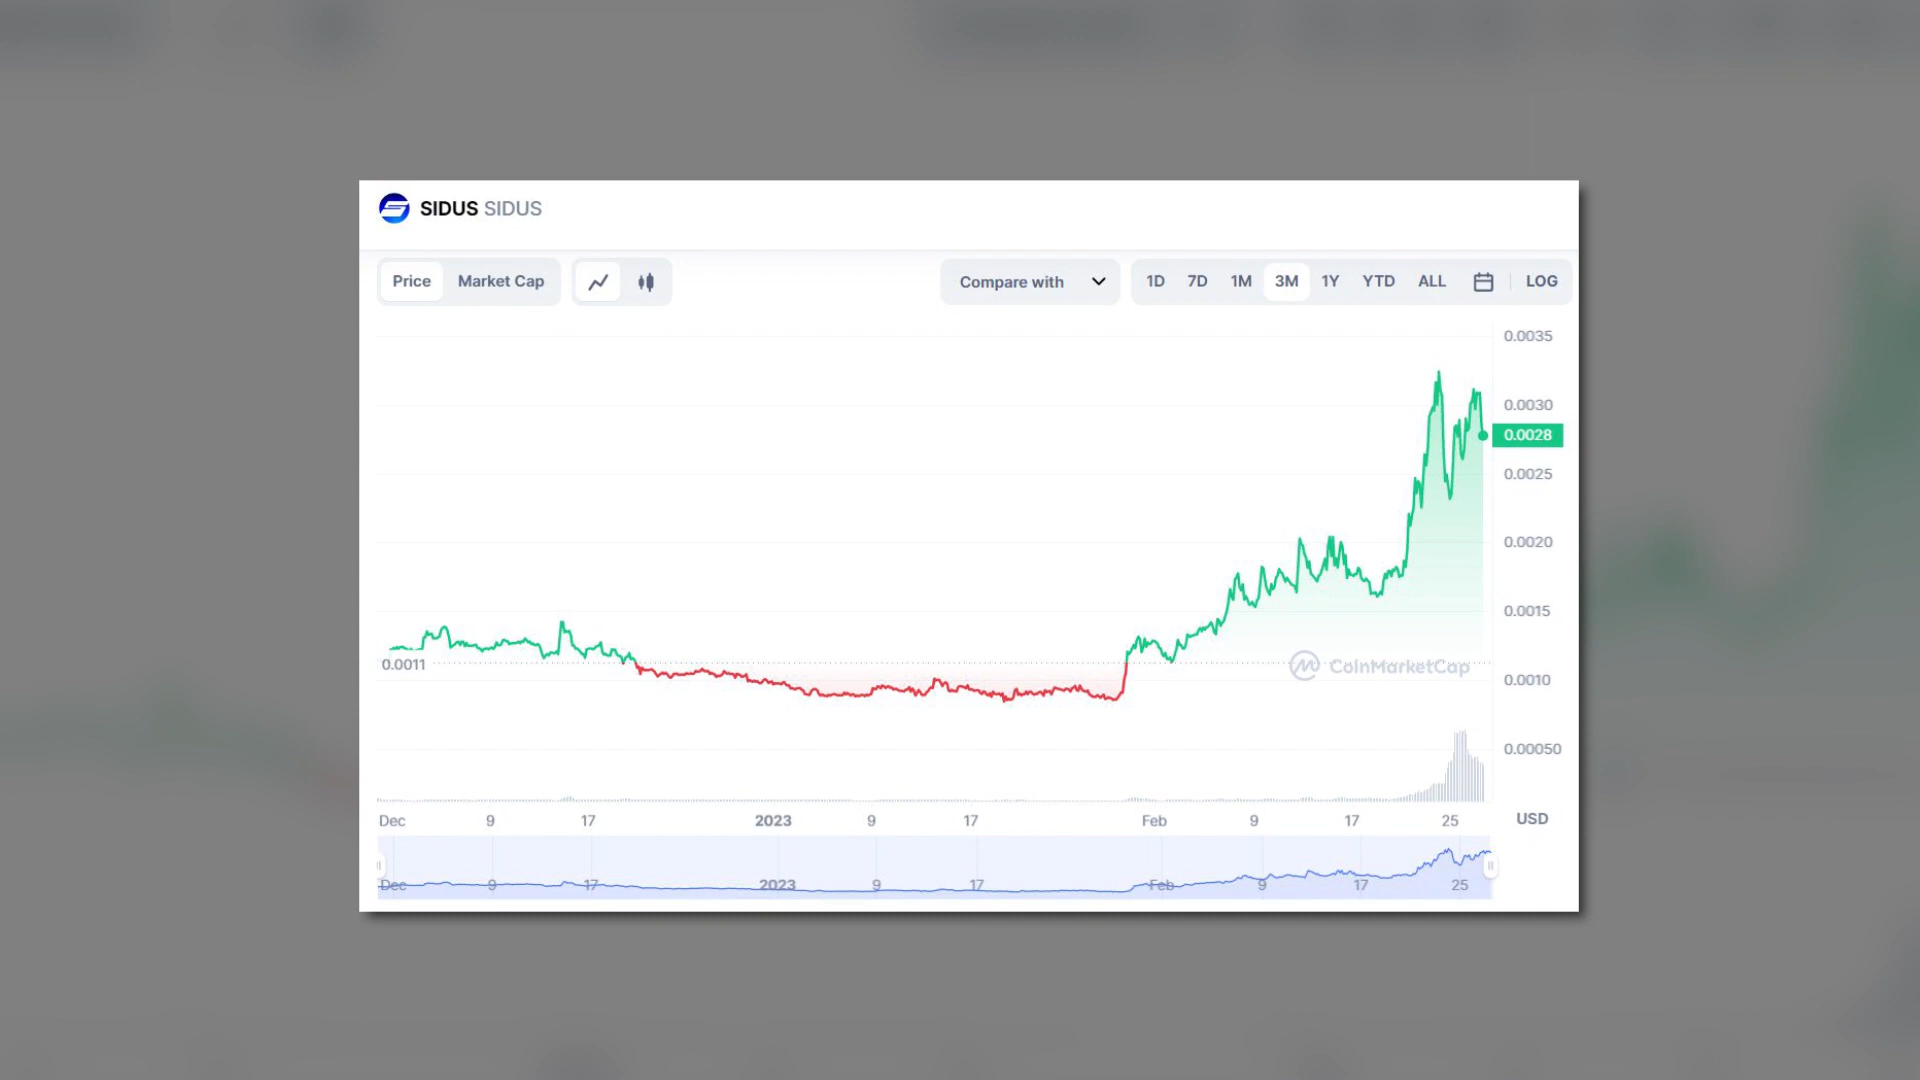 SIDUS SIDUS
Price Market Cap Compare with 1D 7D 1M 3M 1Y YTD ALL LOG
0.0035
0.0030
0.0028
0.0025
0.0020
0.0015
0.0011
CoinMarketCap
0.0010
0.00050
Dec 9 17 2023 9 17 Feb 9 17 25 USD
Dec 9 17 2023 9 17 Feb 9 17 25